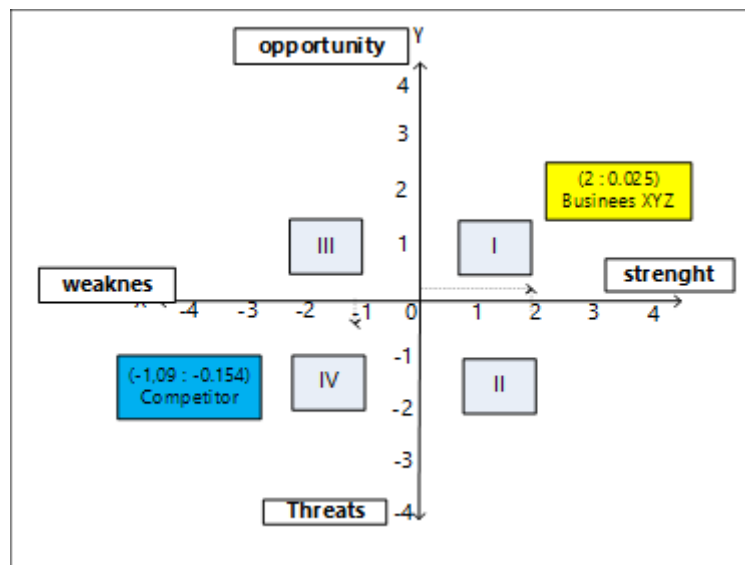 opportunity
Y
4
3
2
1
(2 : 0.025)
Businees XYZ
III
I
weaknes
strenght
-4 -3 -2 -1 0 1 2 3 4
-1
(-1,09 : -0.154)
Competitor
IV
II
-2
-3
Threats
-4